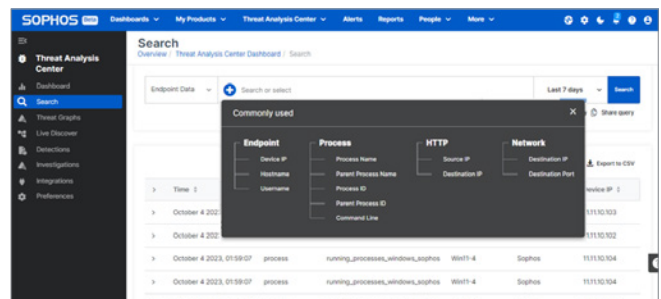 SOPHOS Beta
Dashboards My Products Threat Analysis Center Alerts Reports People More
Threat Analysis Center
Dashboard
Search
Threat Graphs
Live Discover
Detections
Investigations
Integrations
Preferences
Search
Overview / Threat Analysis Center Dashboard / Search
Endpoint Data Search or select Last 7 days Search
Share query
Commonly used
Endpoint Process HTTP Network
Device IP Process Name Source IP Destination IP
Hostname Parent Process Name Destination IP Destination Port
Username Process ID
Parent Process ID
Command Line
Export to CSV
Time
October 4 202 11.11.10.103
October 4 202 11.11.10.102
October 4 2023, 01:59:07 process running_processes_windows_sophos Win11-4 Sophos 11.11.10.104
October 4 2023, 01:59:07 process running_processes_windows_sophos Win11-4 Sophos 11.11.10.104